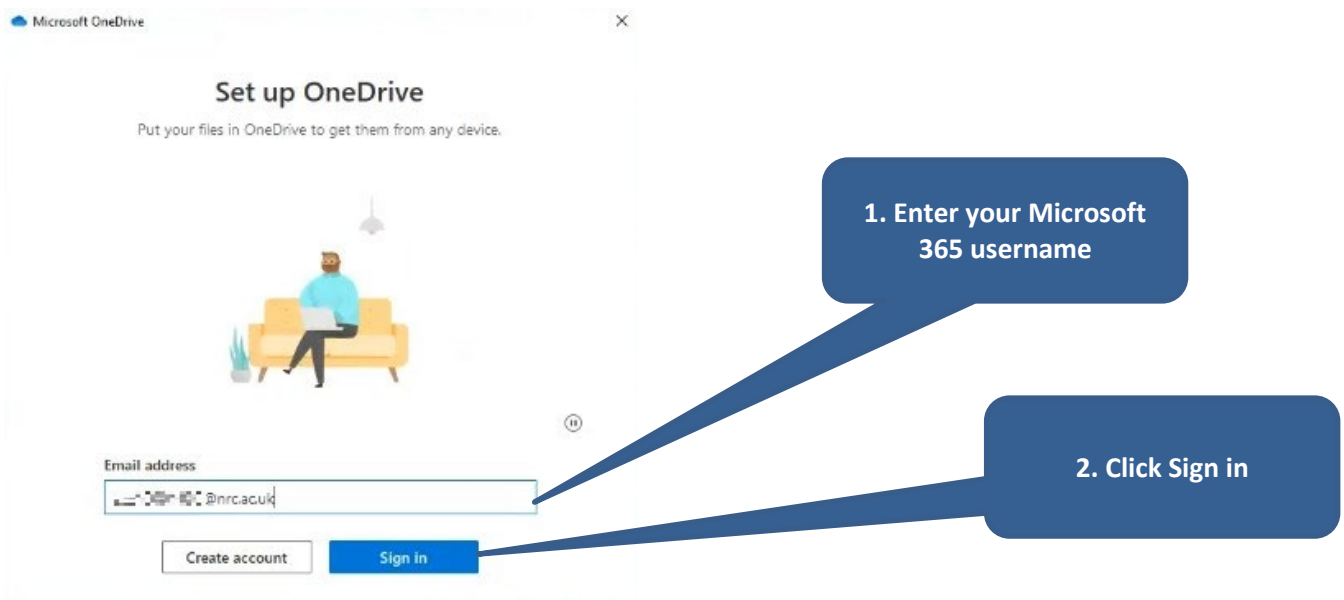 Microsoft OneDrive
Set up OneDrive
Put your files in OneDrive to get them from any device.
1. Enter your Microsoft
365 username
Email address
@nrc.ac.uk
2. Click Sign in
Create account
Sign in